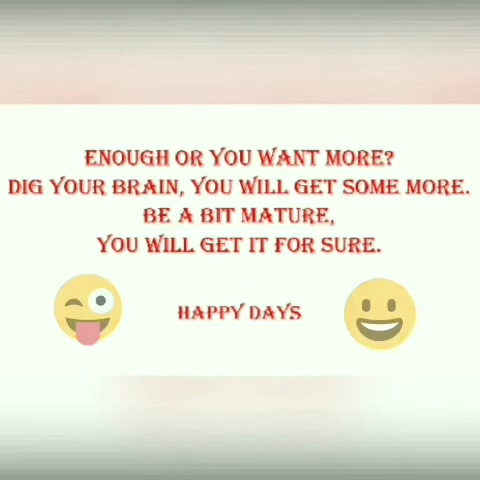 ENOUGH OR YOU WANT MORE?
DIG YOUR BRAIN, YOU WILL GET SOME MORE.
BE A BIT MATURE,
YOU WILL GET IT FOR SURE.
HAPPY DAYS